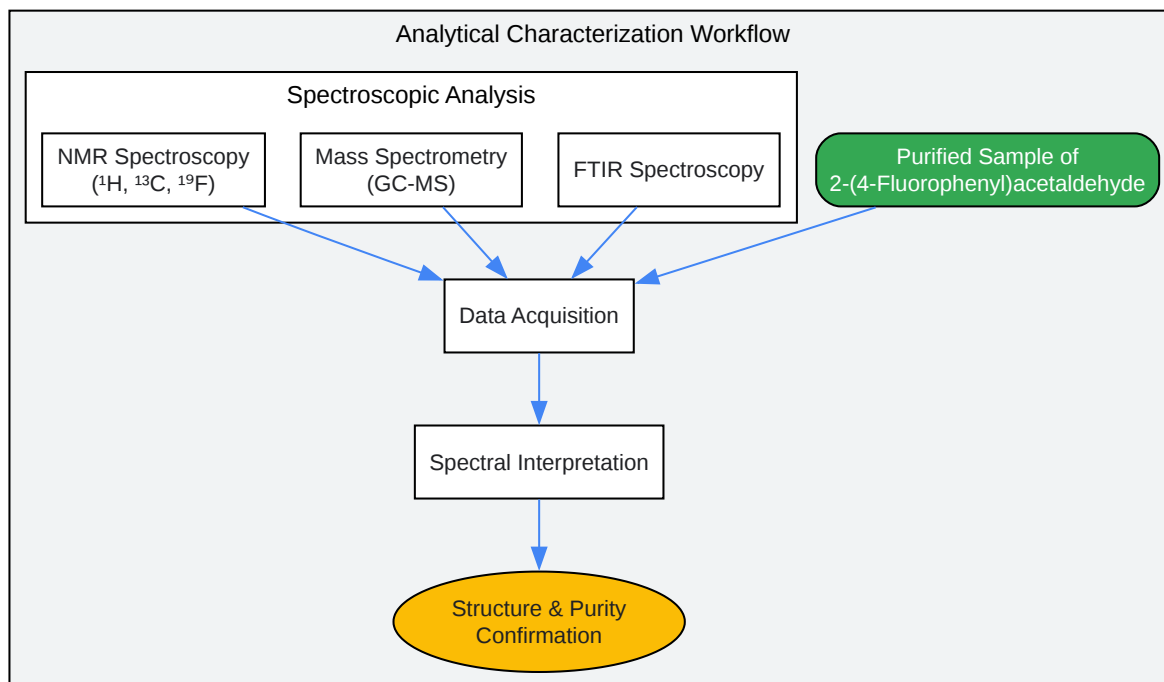 Analytical Characterization Workflow
Spectroscopic Analysis
NMR Spectroscopy
(¹H, ¹³C, ¹⁹F)
Mass Spectrometry
(GC-MS)
FTIR Spectroscopy
Purified Sample of
2-(4-Fluorophenyl)acetaldehyde
Data Acquisition
Spectral Interpretation
Structure & Purity
Confirmation